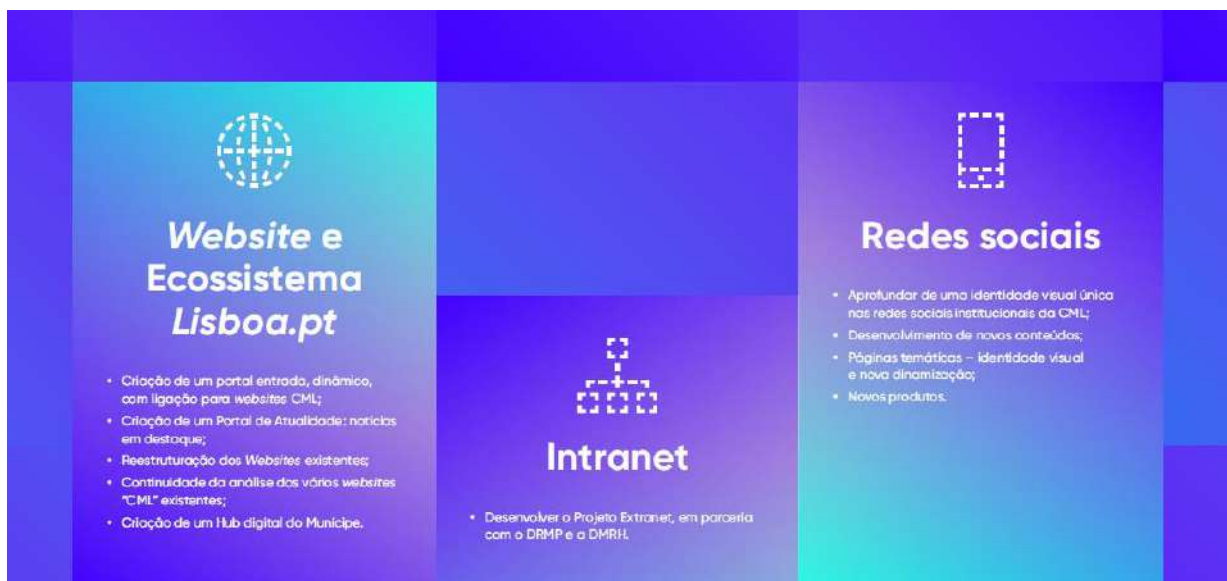 Website e
Ecossistema
Lisboa.pt
• Criação de um portal entrada, dinâmico,
com ligação para websites CML;
• Criação de um Portal de Atualidade: notícias
em destaque;
• Reestruturação dos Websites existentes;
• Continuidade da análise dos vários websites
"CML" existentes;
• Criação de um Hub digital do Munícipe.
Intranet
• Desenvolver o Projeto Extranet, em parceria
com o DRMP e a DMRH.
Redes sociais
• Aprofundar de uma identidade visual única
nas redes sociais institucionais da CML;
• Desenvolvimento de novos conteúdos;
• Páginas temáticas – identidade visual
e nova dinamização;
• Novos produtos.